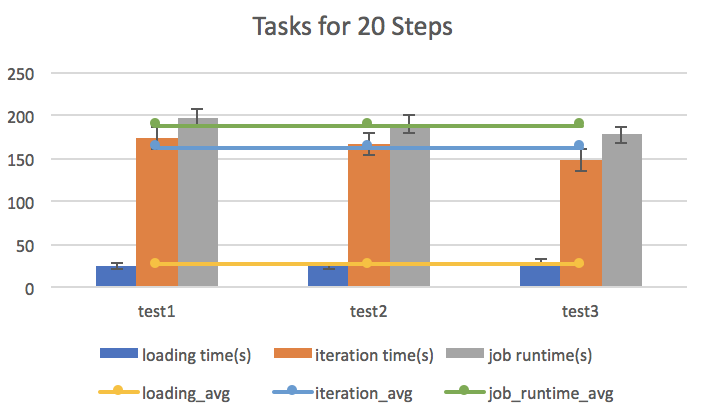 Tasks for 20 Steps
250
200
150
100
50
0
test1 test2 test3
loading time(s) iteration time(s) job runtime(s)
loading_avg iteration_avg job_runtime_avg